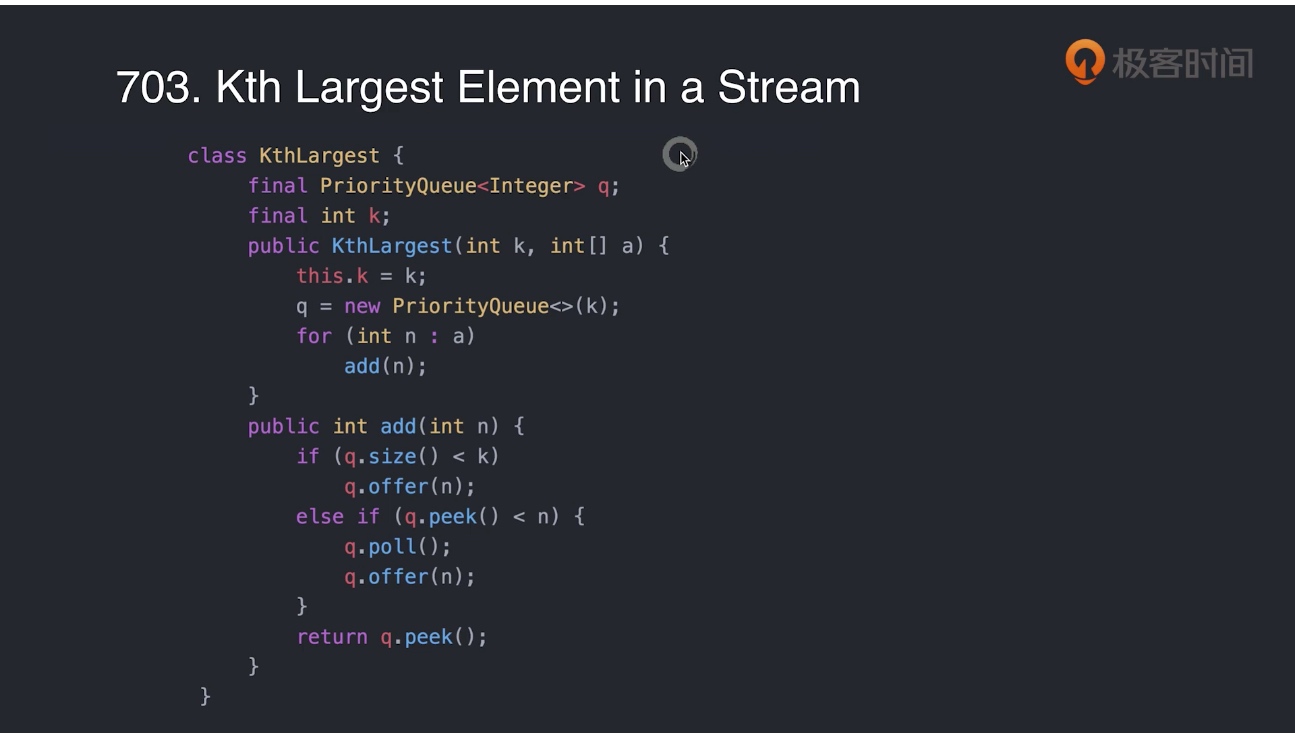 极客时间
703. Kth Largest Element in a Stream
class KthLargest {
final PriorityQueue<Integer> q;
final int k;
public KthLargest(int k, int[] a) {
this.k = k;
q = new PriorityQueue<>(k);
for (int n : a)
add(n);
}
public int add(int n) {
if (q.size() < k)
q.offer(n);
else if (q.peek() < n) {
q.poll();
q.offer(n);
}
return q.peek();
}
}